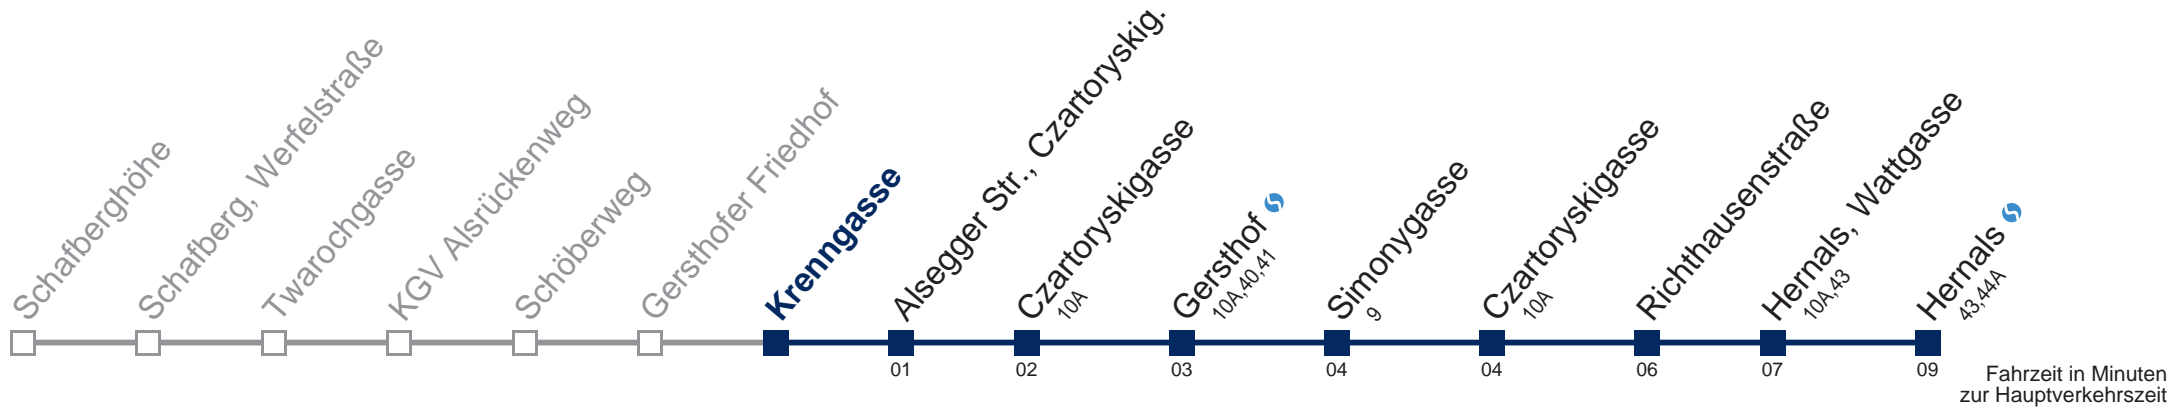 Schafberghöhe
Schafberg, Werfelstraße
Twarochgasse
KGV Alsrückenweg
Schöberweg
Gersthofer Friedhof
Krenngasse
Alsegger Str., Czartoryskig.
01
Czartoryskigasse
10A
02
Gersthof
10A,40,41
03
Simonygasse
9
04
Czartoryskigasse
10A
04
Richthausenstraße
06
Hernals, Wattgasse
10A,43
07
Hernals
43,44A
09
Fahrzeit in Minuten
zur Hauptverkehrszeit